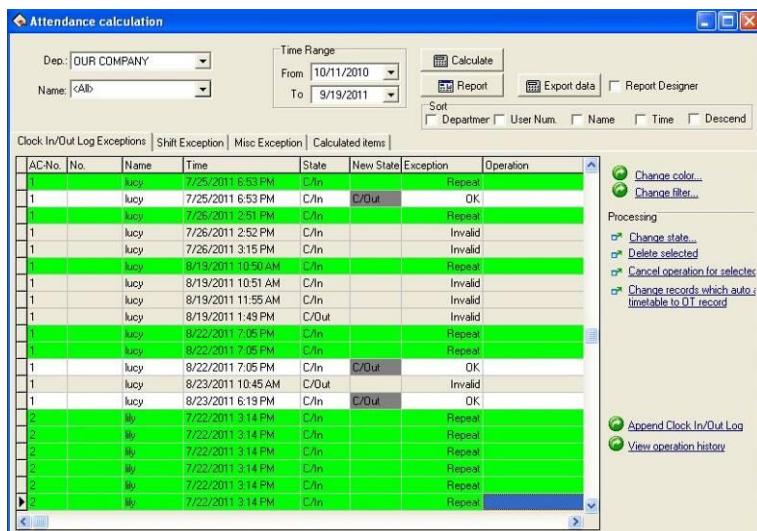 Attendance calculation
Dep.: OUR COMPANY
Name: <All>
Time Range
From 10/11/2010
To 9/19/2011
Calculate
Report
Export data
Report Designer
Sort
Departmer User Num. Name Time Descend
Clock In/Out Log Exceptions Shift Exception Misc Exception Calculated items
AC-No. No. Name Time State New State Exception Operation
1 lucy 7/25/2011 6:53 PM C/In Repeat
1 lucy 7/25/2011 6:53 PM C/In C/Out OK
1 lucy 7/26/2011 2:51 PM C/In Repeat
1 lucy 7/26/2011 2:52 PM C/In Invalid
1 lucy 7/26/2011 3:15 PM C/In Invalid
1 lucy 8/19/2011 10:50 AM C/In Repeat
1 lucy 8/19/2011 10:51 AM C/In Invalid
1 lucy 8/19/2011 11:55 AM C/In Invalid
1 lucy 8/19/2011 1:49 PM C/Out Invalid
1 lucy 8/22/2011 7:05 PM C/In Repeat
1 lucy 8/22/2011 7:05 PM C/In Repeat
1 lucy 8/22/2011 7:05 PM C/In C/Out OK
1 lucy 8/23/2011 10:45 AM C/Out Invalid
1 lucy 8/23/2011 6:19 PM C/In C/Out OK
2 lily 7/22/2011 3:14 PM C/In Repeat
2 lily 7/22/2011 3:14 PM C/In Repeat
2 lily 7/22/2011 3:14 PM C/In Repeat
2 lily 7/22/2011 3:14 PM C/In Repeat
2 lily 7/22/2011 3:14 PM C/In Repeat
2 lily 7/22/2011 3:14 PM C/In Repeat
Change color...
Change filter...
Processing
Change state...
Delete selected
Cancel operation for selected
Change records which auto a
timetable to OT record
Append Clock In/Out Log
View operation history